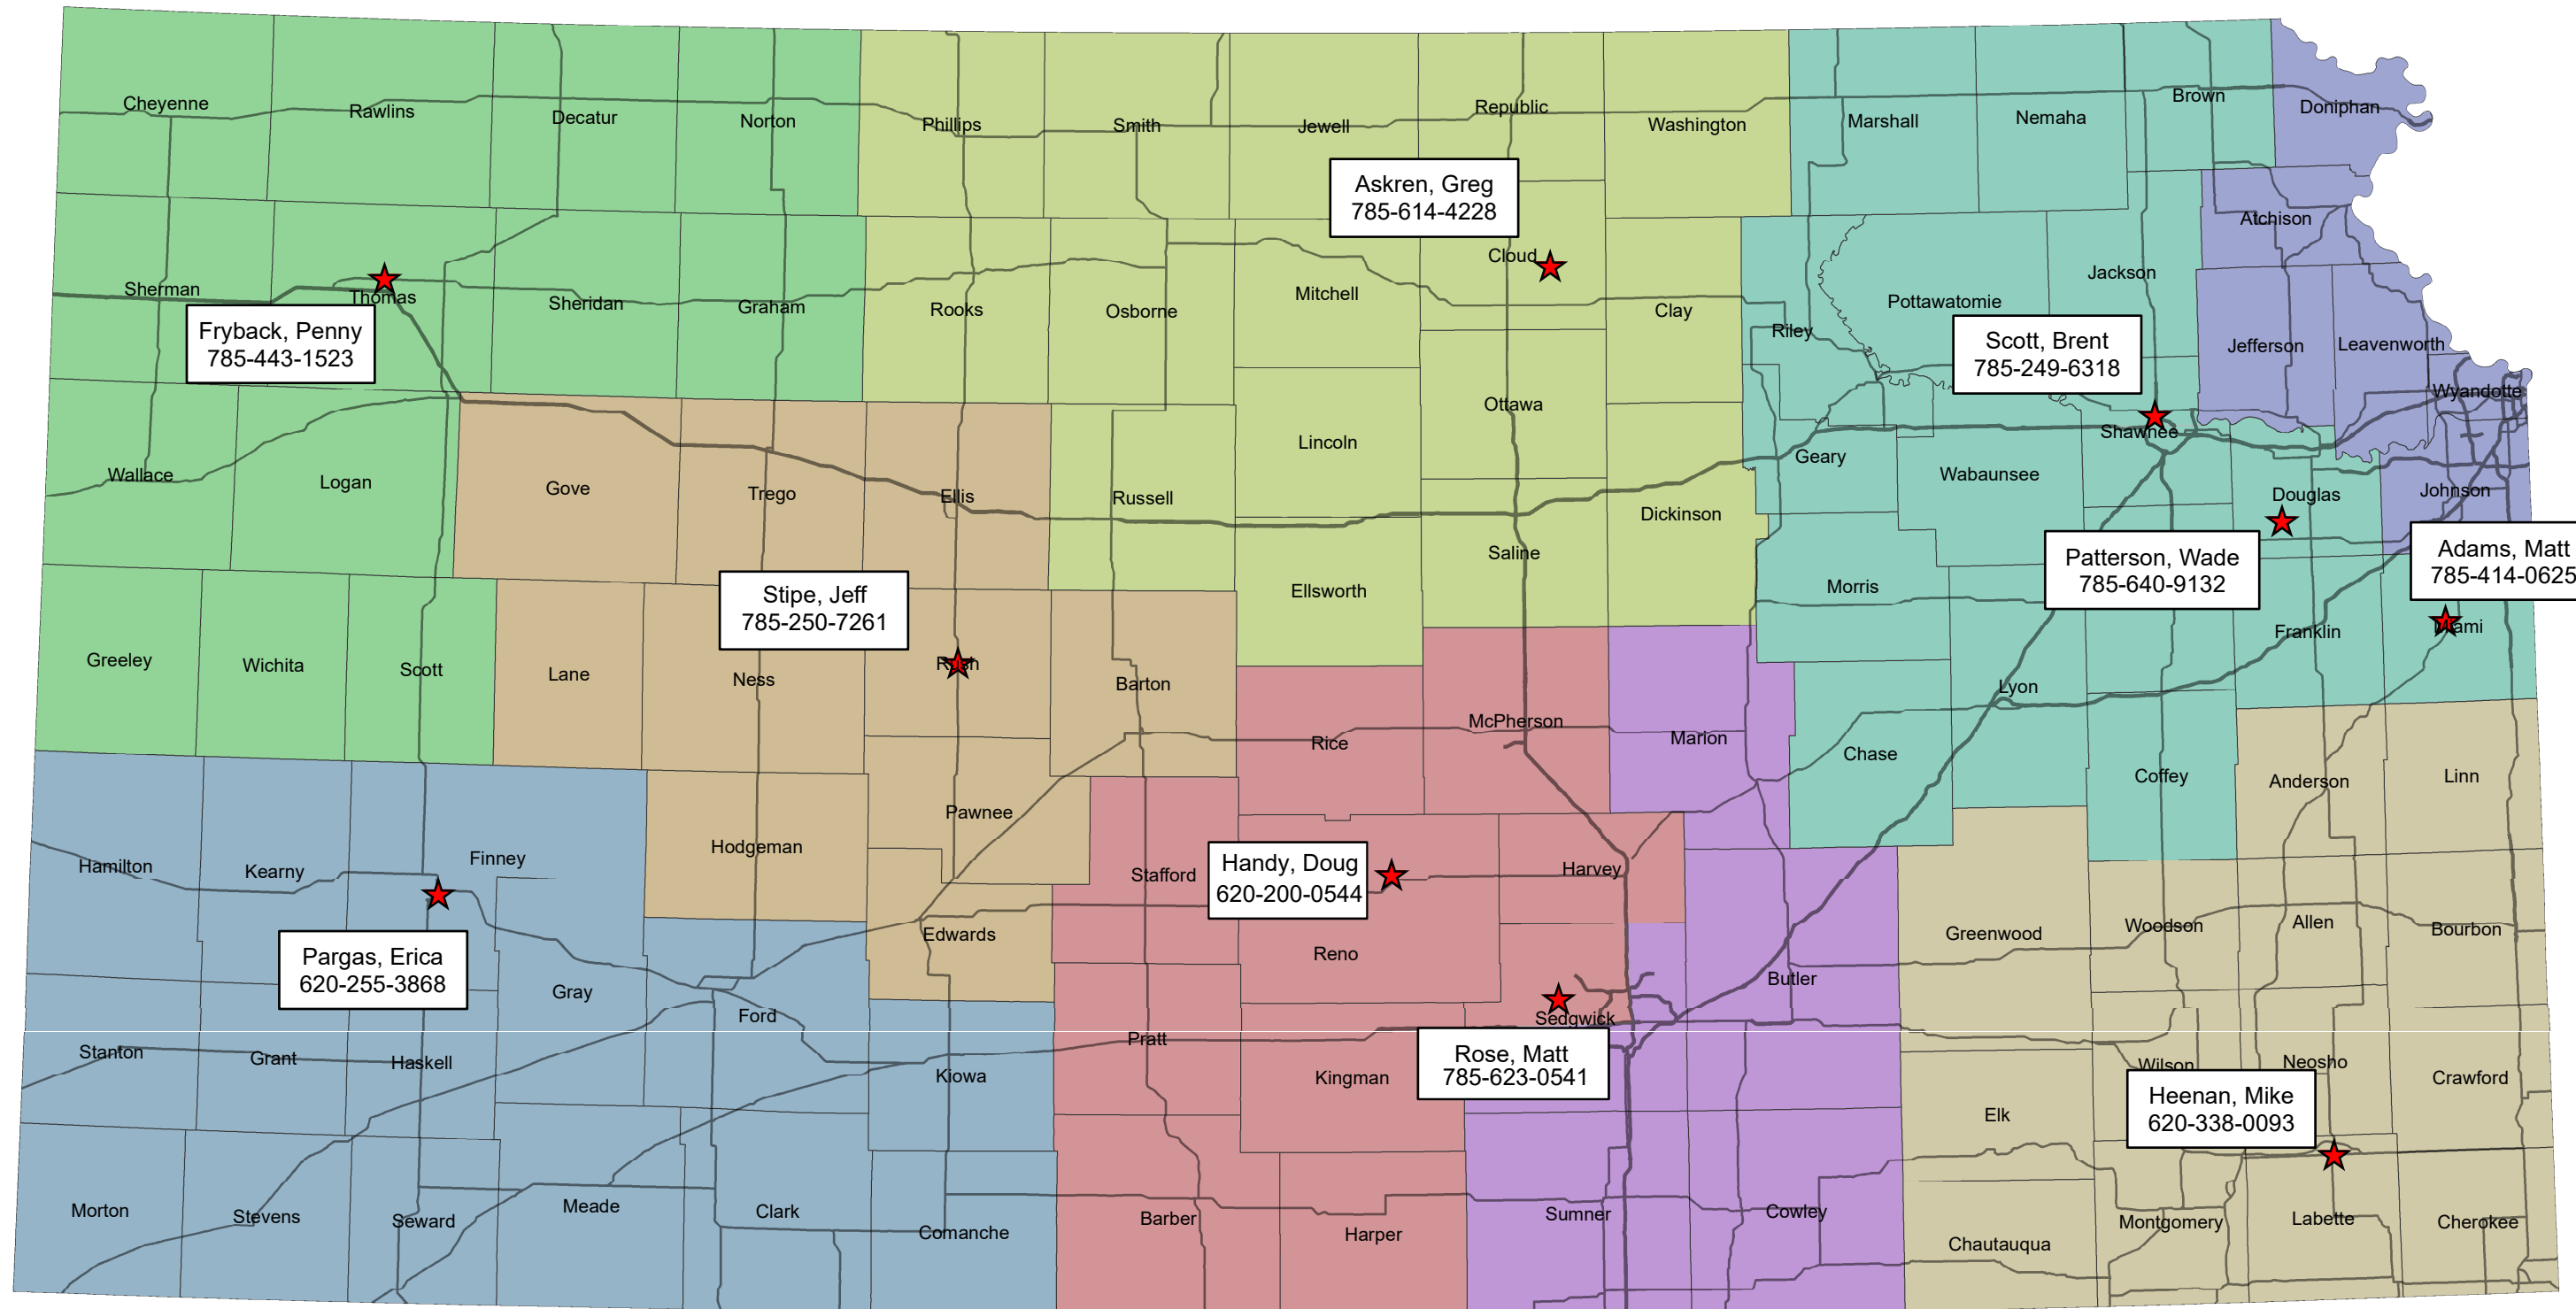 Cheyenne
Rawlins
Decatur
Norton
Phillips
Smith
Jewell
Republic
Washington
Marshall
Nemaha
Brown
Doniphan
Askren, Greg
785-614-4228
Atchison
Cloud
Jackson
Sherman
Thomas
Sheridan
Graham
Rooks
Osborne
Mitchell
Clay
Riley
Pottawatomie
Jefferson
Leavenworth
Fryback, Penny
785-443-1523
Scott, Brent
785-249-6318
Wyandotte
Ottawa
Shawnee
Lincoln
Geary
Wabaunsee
Wallace
Logan
Gove
Trego
Ellis
Russell
Dickinson
Douglas
Johnson
Saline
Patterson, Wade
785-640-9132
Adams, Matt
785-414-0625
Stipe, Jeff
785-250-7261
Ellsworth
Morris
Franklin
Miami
Greeley
Wichita
Scott
Lane
Ness
Rush
Barton
Lyon
McPherson
Rice
Marion
Chase
Coffey
Anderson
Linn
Pawnee
Hodgeman
Hamilton
Kearny
Finney
Stafford
Handy, Doug
620-200-0544
Harvey
Edwards
Reno
Greenwood
Woodson
Allen
Bourbon
Pargas, Erica
620-255-3868
Gray
Butler
Ford
Sedgwick
Stanton
Grant
Haskell
Kiowa
Pratt
Kingman
Rose, Matt
785-623-0541
Wilson
Neosho
Crawford
Elk
Heenan, Mike
620-338-0093
Morton
Stevens
Seward
Meade
Clark
Comanche
Barber
Harper
Sumner
Cowley
Chautauqua
Montgomery
Labette
Cherokee